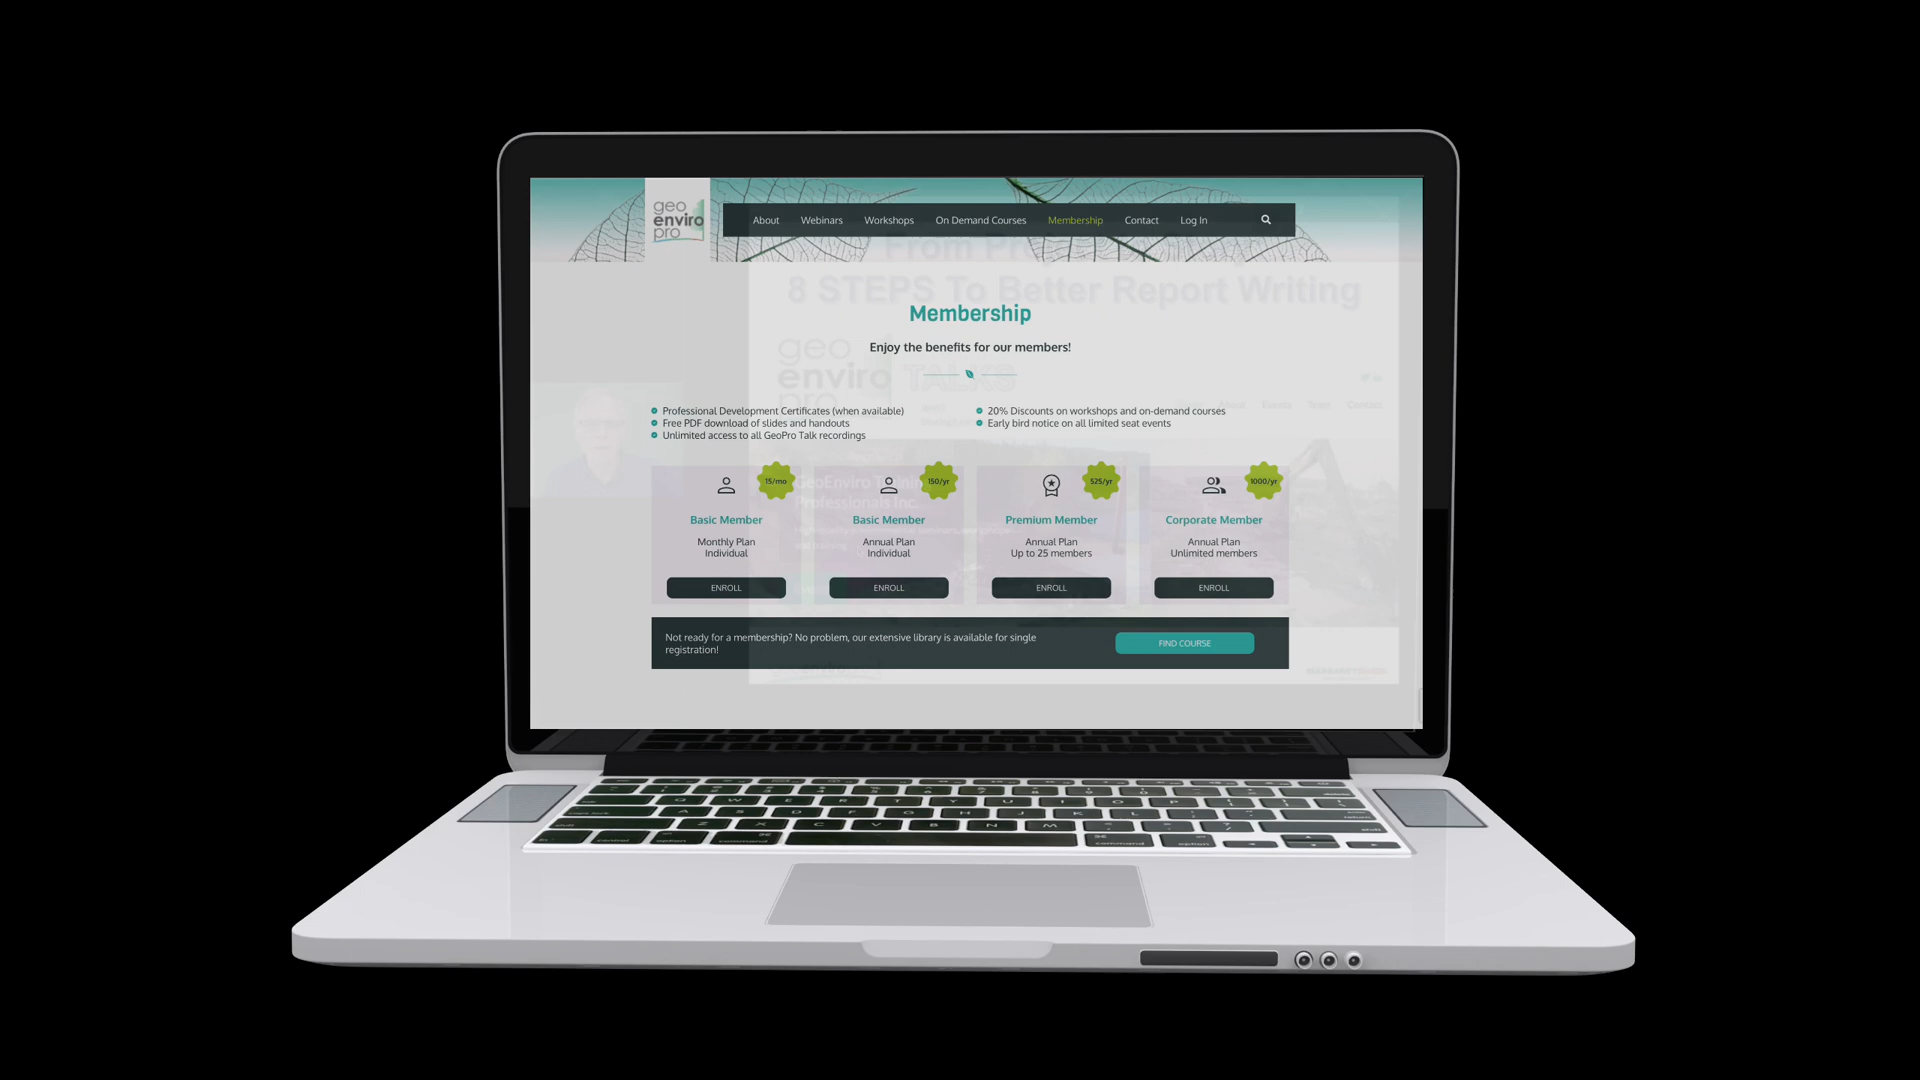 geo
enviro
pro
About Webinars Workshops On Demand Courses Membership Contact Log In
8 STEPS To Better Report Writing
Membership
Enjoy the benefits for our members!
geo
enviro TALKS
pro
Professional Development Certificates (when available)
Free PDF download of slides and handouts
Unlimited access to all GeoPro Talk recordings
20% Discounts on workshops and on-demand courses
Early bird notice on all limited seat events
15/mo
Basic Member
Monthly Plan
Individual
ENROLL
150/yr
Basic Member
Annual Plan
Individual
ENROLL
525/yr
Premium Member
Annual Plan
Up to 25 members
ENROLL
1000/yr
Corporate Member
Annual Plan
Unlimited members
ENROLL
Professionals Inc.
Not ready for a membership? No problem, our extensive library is available for single
registration!
FIND COURSE